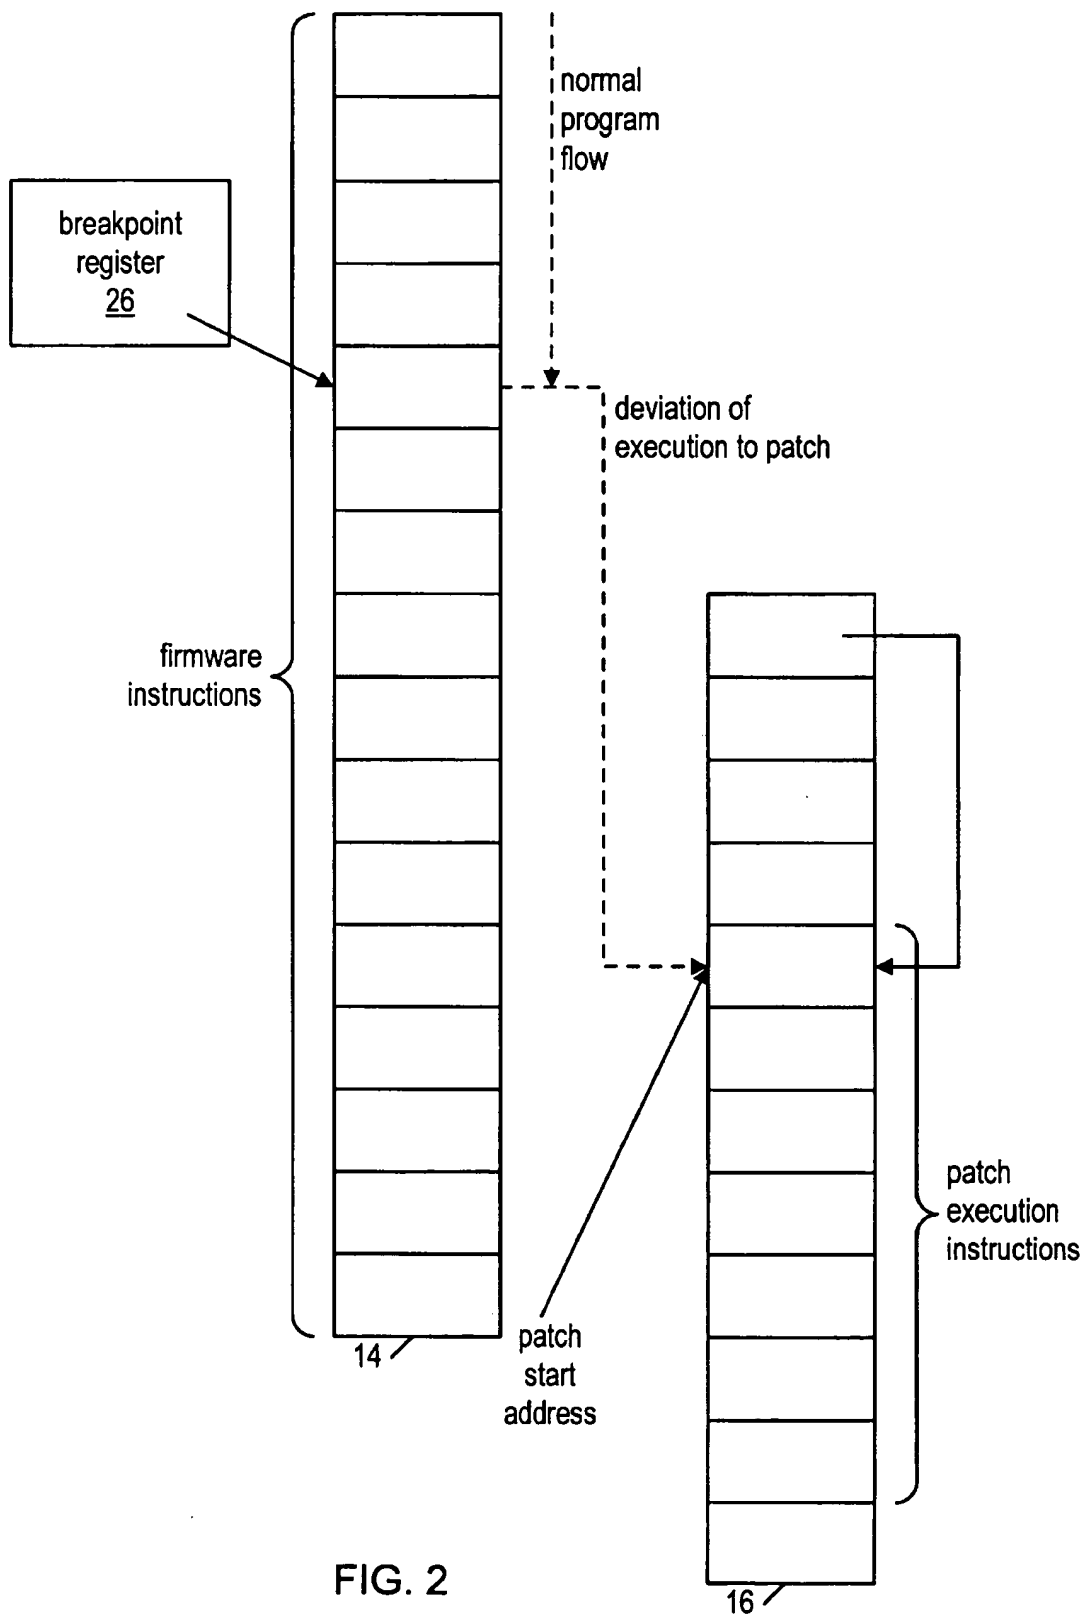 normal
program
flow
breakpoint
register
26
deviation of
execution to patch
firmware
instructions
patch
execution
instructions
patch
start
address
14
16
FIG. 2